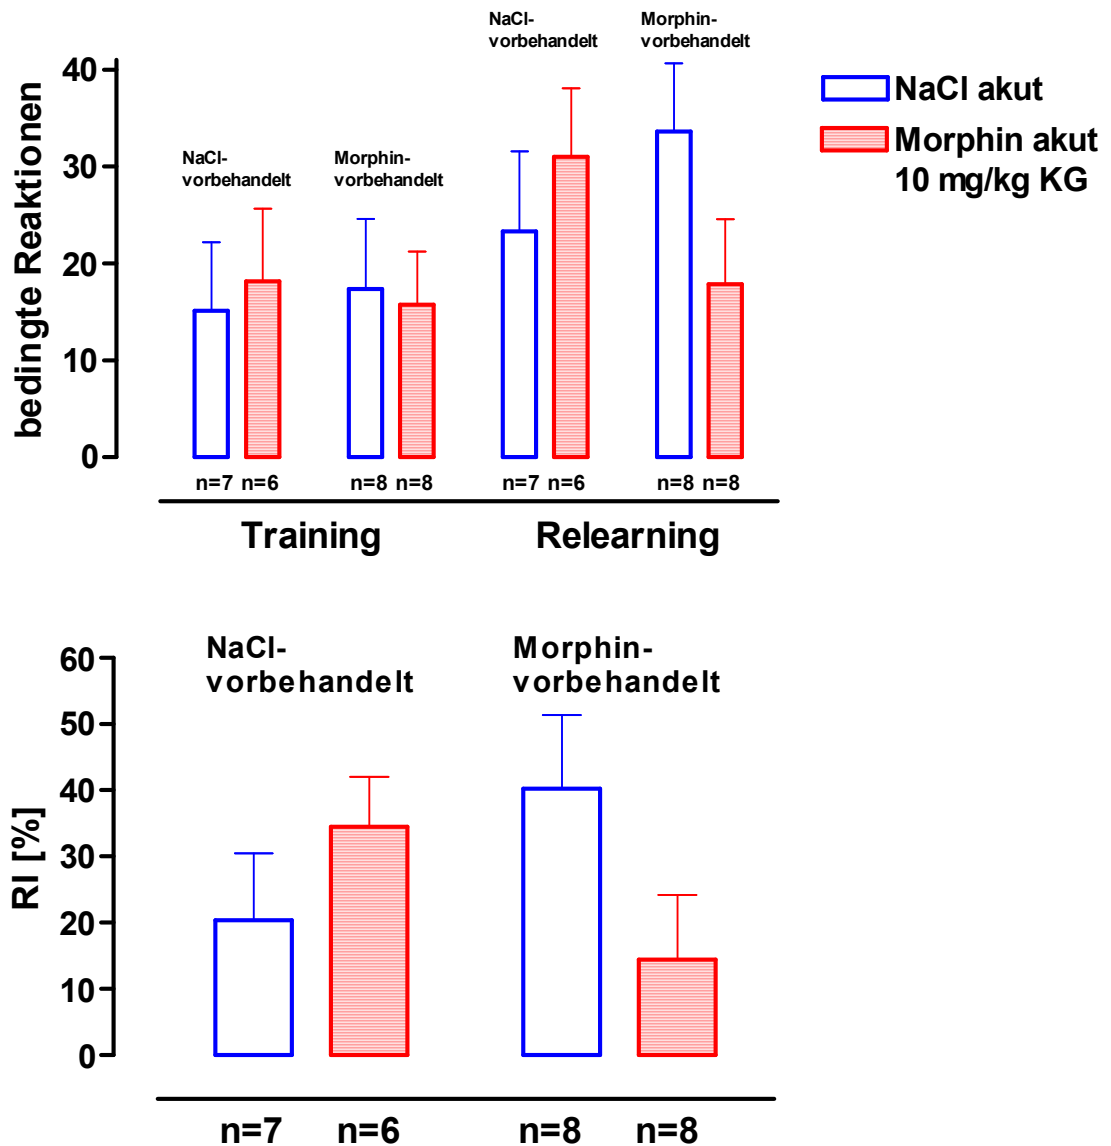 NaCl-
vorbehandelt
Morphin-
vorbehandelt
NaCl akut
Morphin akut
10 mg/kg KG
bedingte Reaktionen
40
30
20
10
0
NaCl-
vorbehandelt
Morphin-
vorbehandelt
n=7 n=6
n=8 n=8
n=7 n=6
n=8 n=8
Training
Relearning
NaCl-
vorbehandelt
Morphin-
vorbehandelt
RI [%]
60
50
40
30
20
10
0
n=7
n=6
n=8
n=8